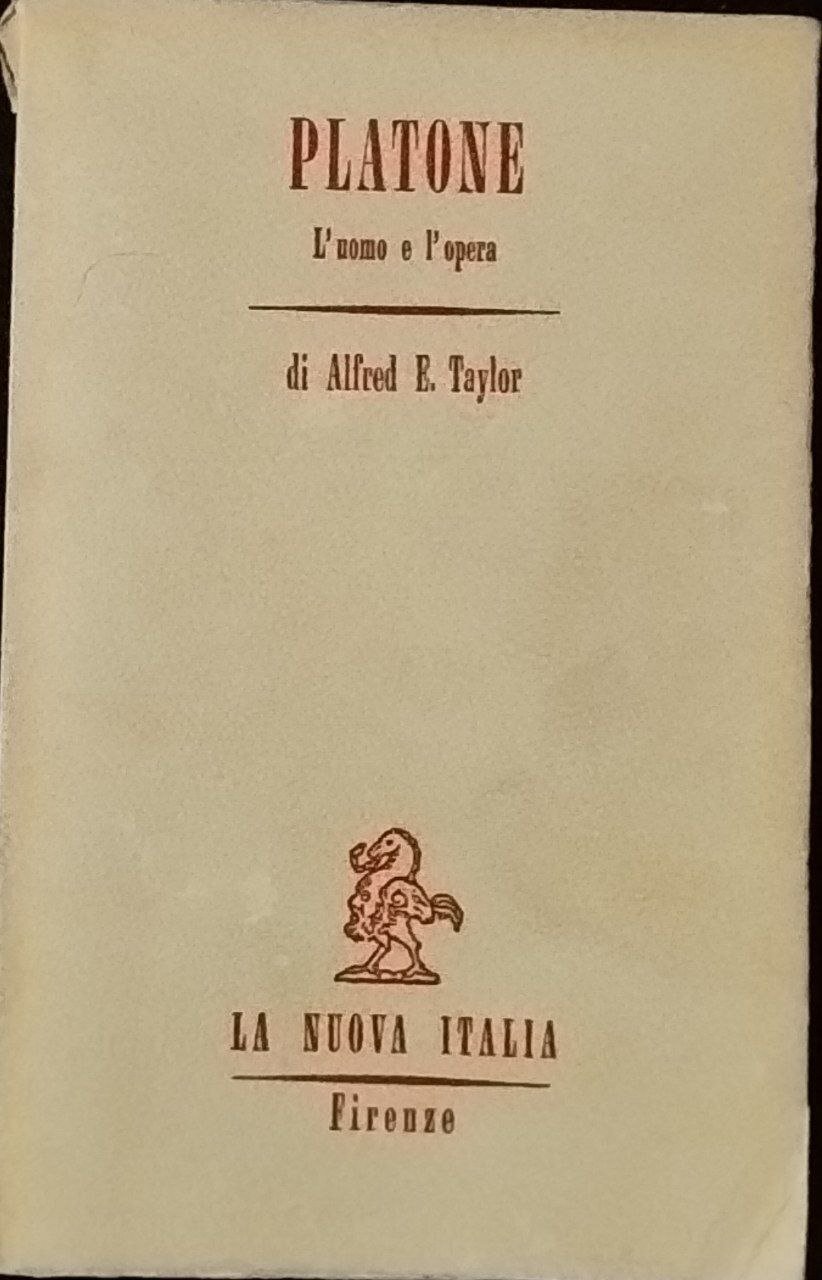 PLATONE
L'uomo e l'opera
di Alfred E. Taylor
LA NUOVA ITALIA
Firenze